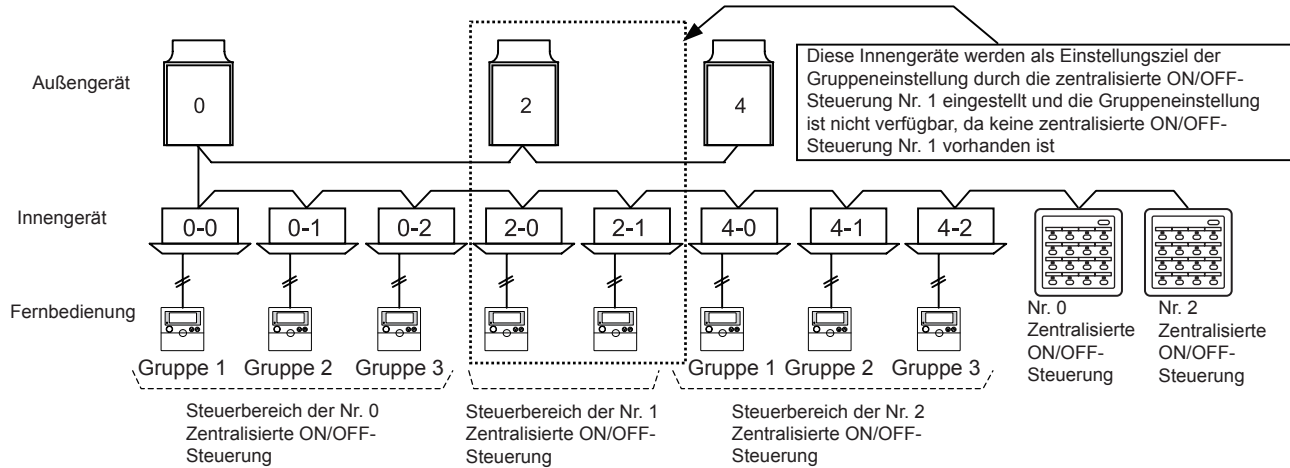 Diese Innengeräte werden als Einstellungsziel der
Gruppeneinstellung durch die zentralisierte ON/OFF-
Steuerung Nr. 1 eingestellt und die Gruppeneinstellung
ist nicht verfügbar, da keine zentralisierte ON/OFF-
Steuerung Nr. 1 vorhanden ist
Außengerät
0
2
4
Innengerät
0-0
0-1
0-2
2-0
2-1
4-0
4-1
4-2
Fernbedienung
Gruppe 1
Gruppe 2
Gruppe 3
Gruppe 1
Gruppe 2
Gruppe 3
Nr. 0
Zentralisierte
ON/OFF-
Steuerung
Nr. 2
Zentralisierte
ON/OFF-
Steuerung
Steuerbereich der Nr. 0
Zentralisierte ON/OFF-
Steuerung
Steuerbereich der Nr. 1
Zentralisierte ON/OFF-
Steuerung
Steuerbereich der Nr. 2
Zentralisierte ON/OFF-
Steuerung